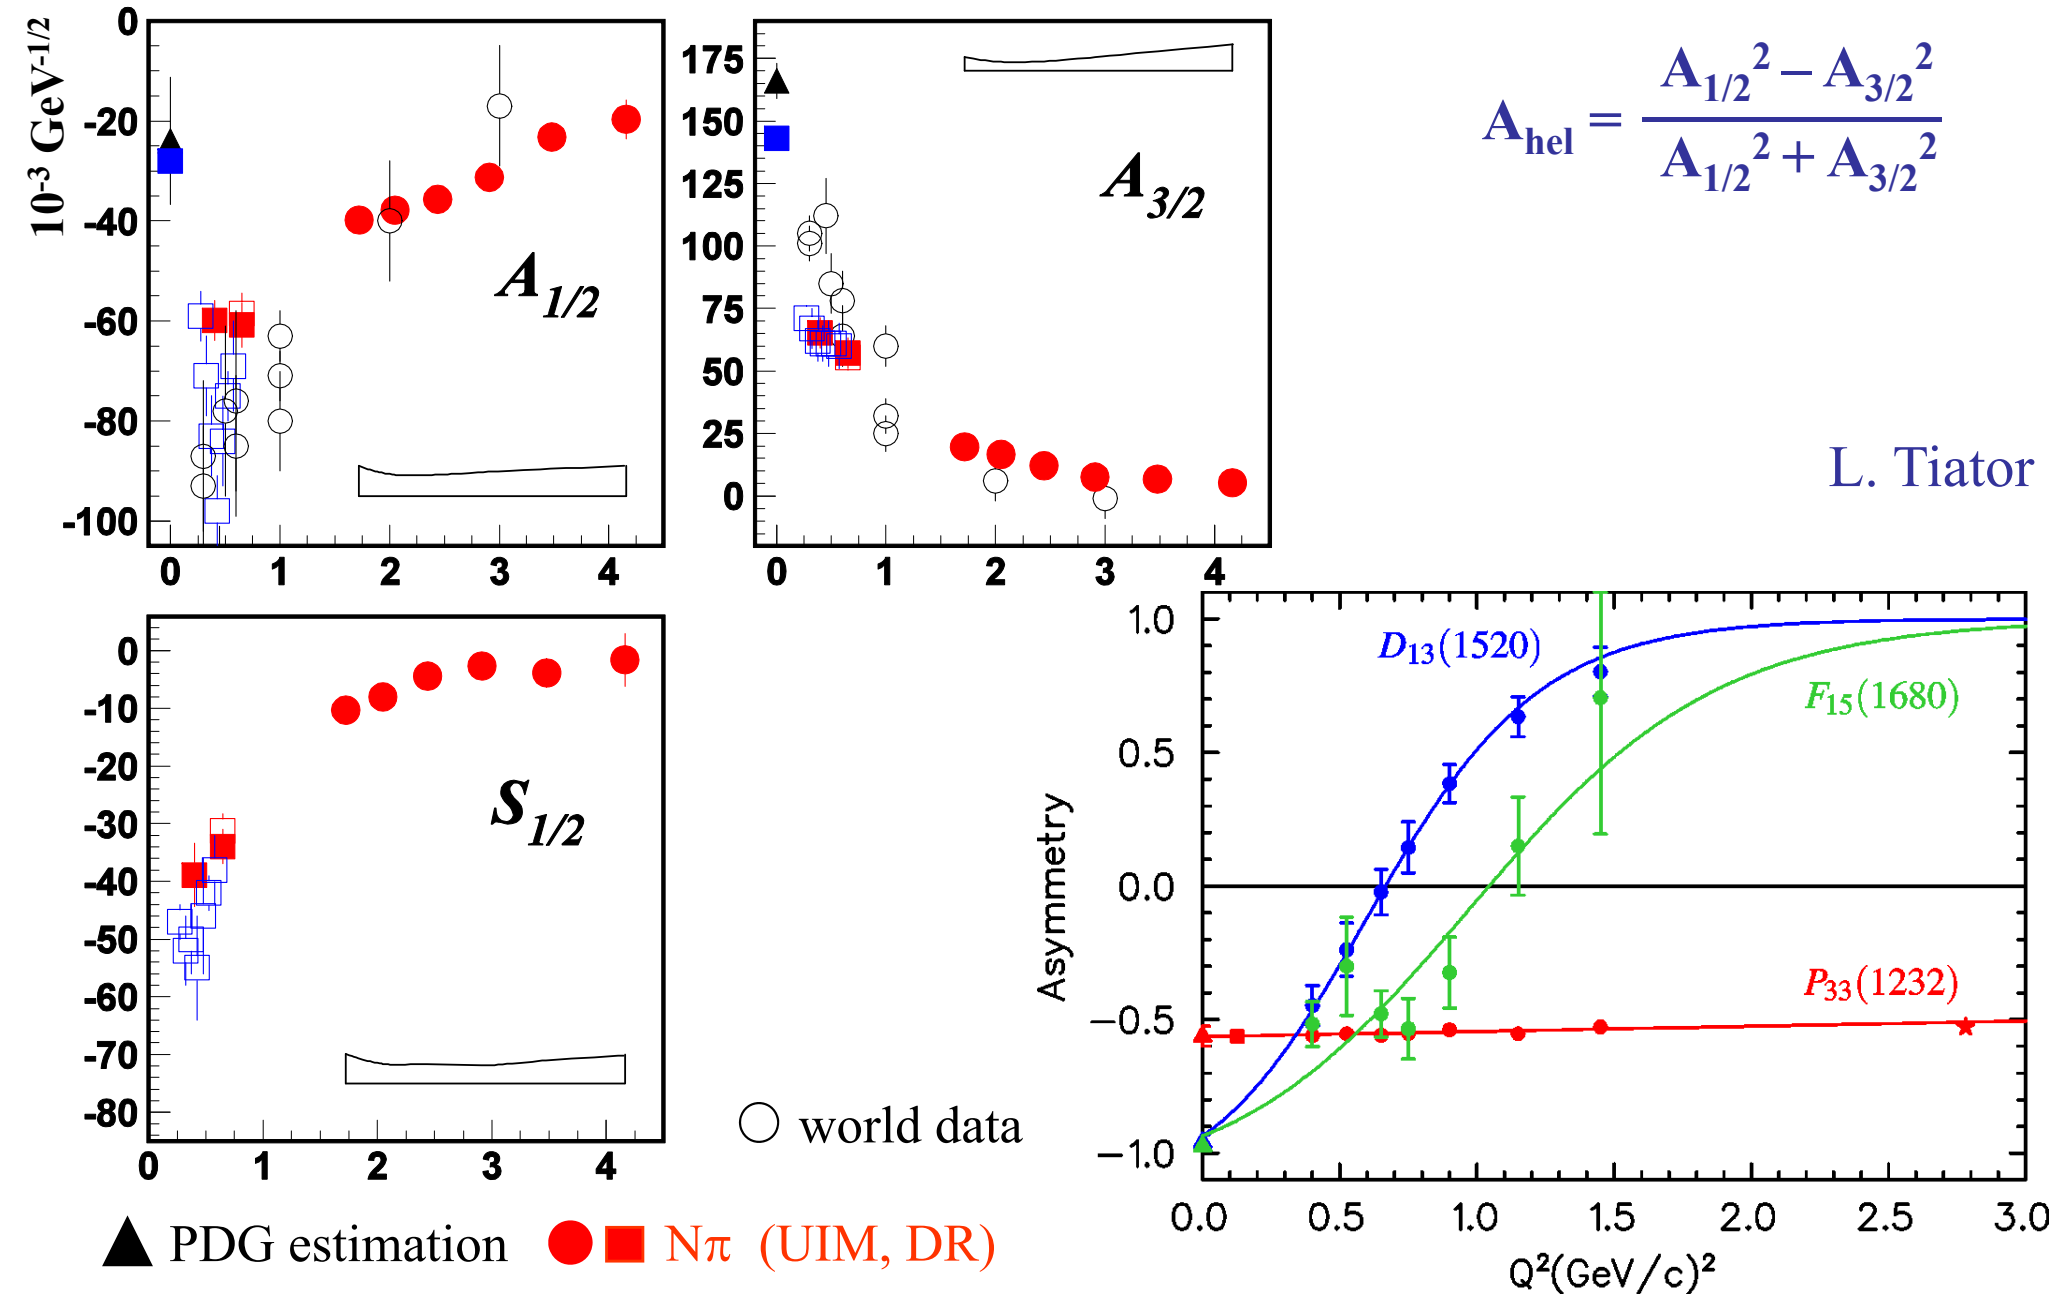 10⁻³ GeV⁻¹/²
0
-20
-40
-60
-80
-100
A₁/₂
0 1 2 3 4
175
150
125
100
75
50
25
0
A₃/₂
0 1 2 3 4
A_hel = (A₁/₂² – A₃/₂²) / (A₁/₂² + A₃/₂²)
L. Tiator
0
-10
-20
-30
-40
-50
-60
-70
-80
S₁/₂
0 1 2 3 4
world data
PDG estimation
Nπ (UIM, DR)
Asymmetry
1.0
0.5
0.0
−0.5
−1.0
D₁₃(1520)
F₁₅(1680)
P₃₃(1232)
0.0 0.5 1.0 1.5 2.0 2.5 3.0
Q²(GeV/c)²